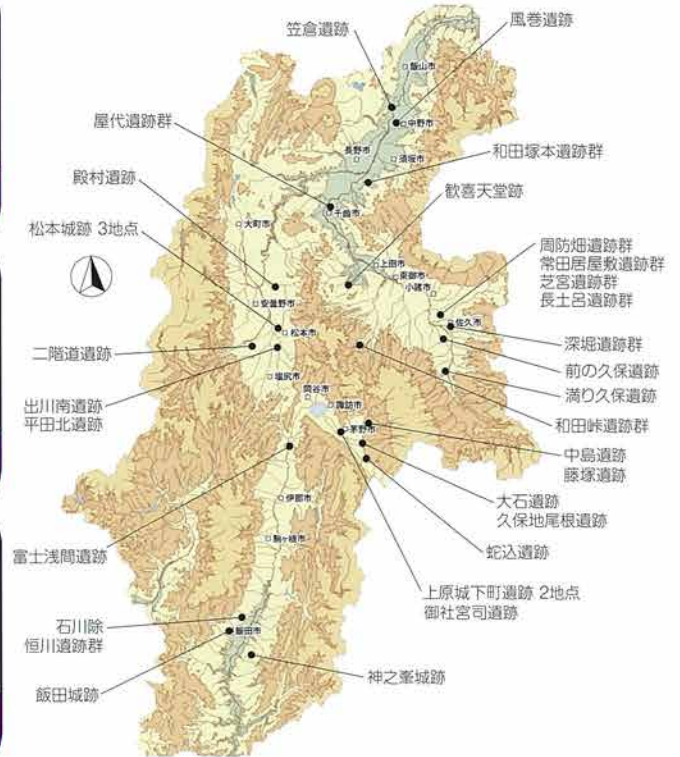 笠倉遺跡
風巻遺跡
飯山市
中野市
屋代遺跡群
長野市
須坂市
和田塚本遺跡群
殿村遺跡
歓喜天堂跡
千曲市
大町市
松本城跡 3地点
周防畑遺跡群
常田居屋敷遺跡群
芝宮遺跡群
長土呂遺跡群
上田市
東御市
小諸市
安曇野市
佐久市
松本市
深堀遺跡群
二階道遺跡
前の久保遺跡
満り久保遺跡
塩尻市
岡谷市
諏訪市
出川南遺跡
平田北遺跡
和田峠遺跡群
茅野市
中島遺跡
藤塚遺跡
大石遺跡
久保地尾根遺跡
伊那市
富士浅間遺跡
蛇込遺跡
駒ヶ根市
上原城下町遺跡 2地点
御社宮司遺跡
石川除
恒川遺跡群
飯田市
神之峯城跡
飯田城跡